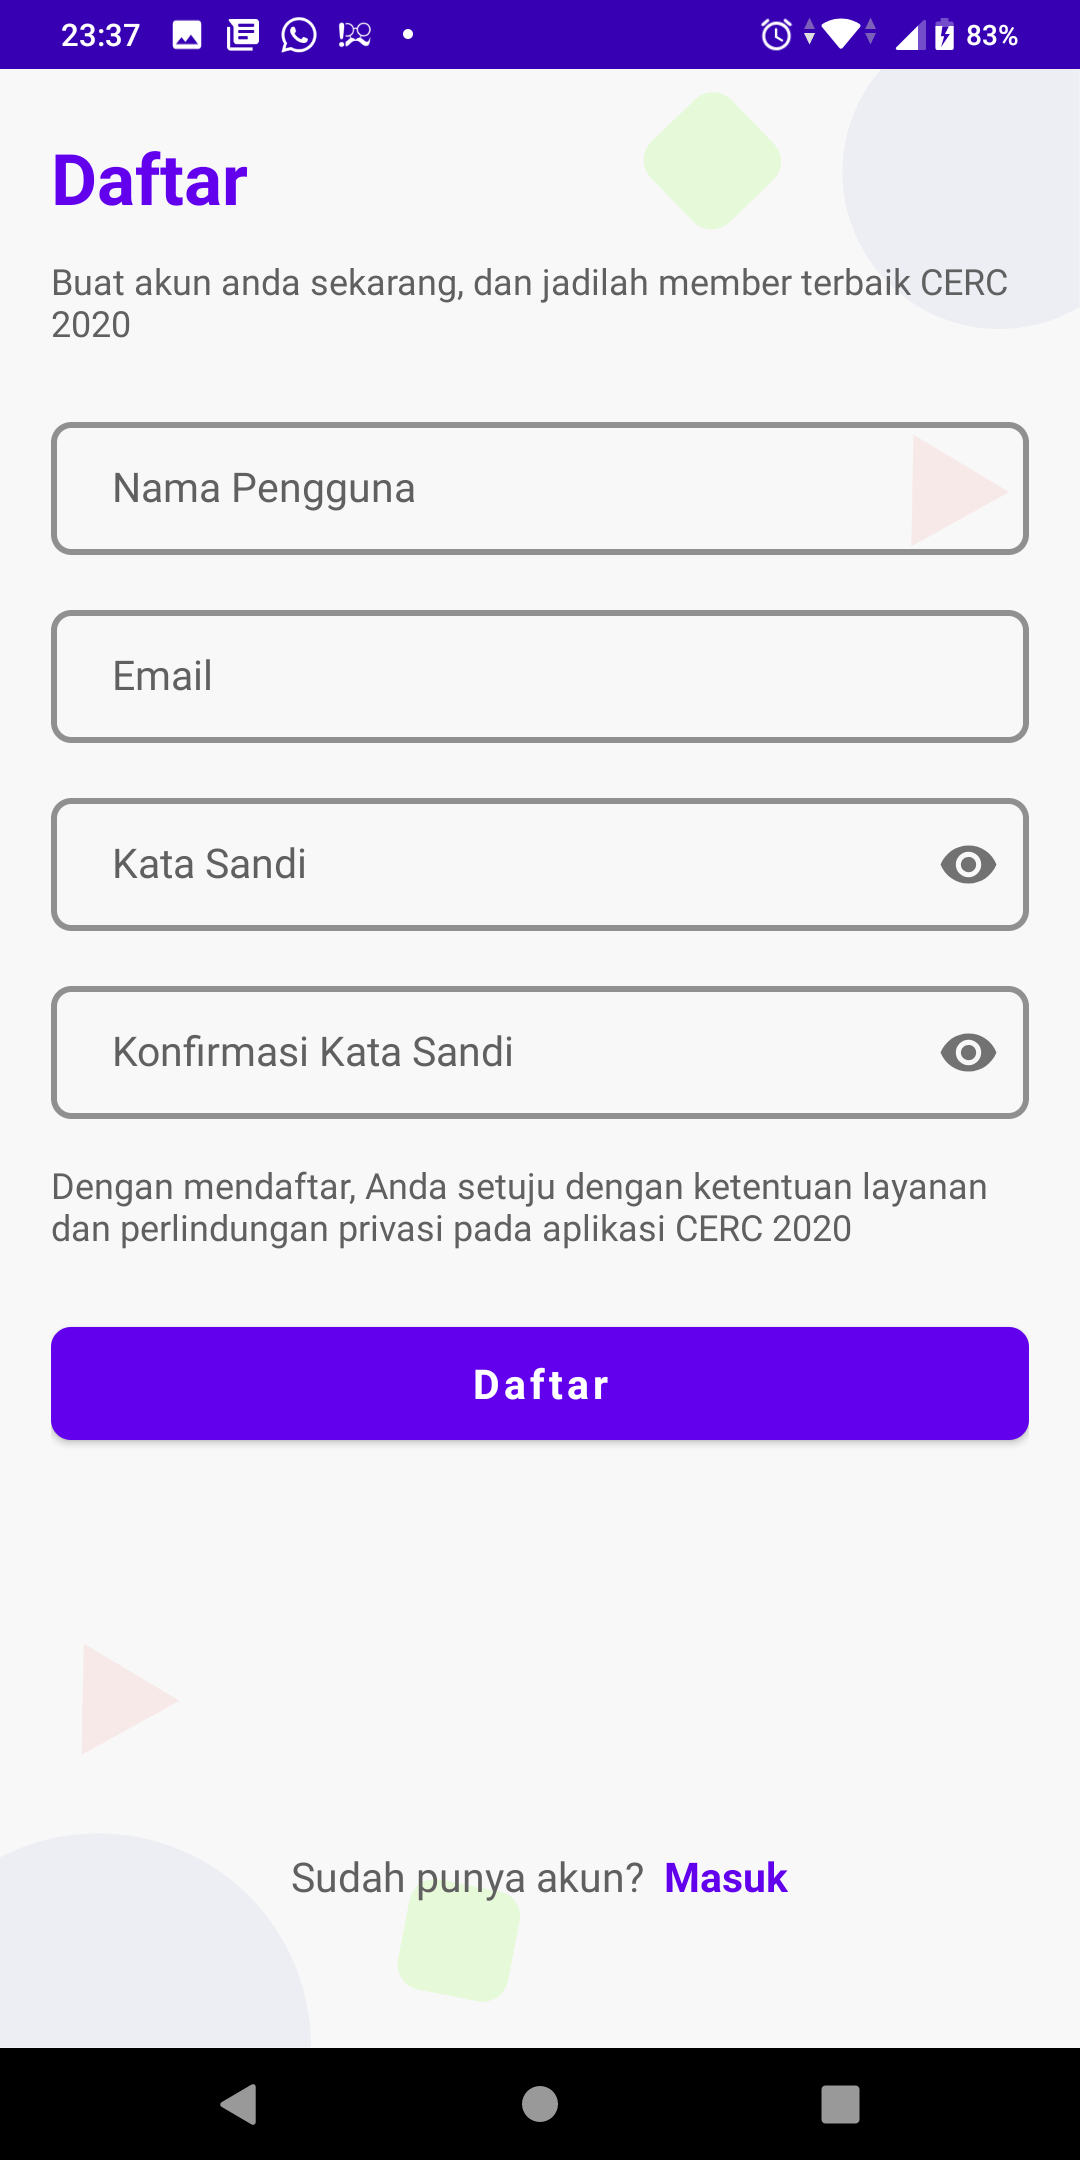 23:37
83%
Daftar
Buat akun anda sekarang, dan jadilah member terbaik CERC
2020
Nama Pengguna
Email
Kata Sandi
Konfirmasi Kata Sandi
Dengan mendaftar, Anda setuju dengan ketentuan layanan
dan perlindungan privasi pada aplikasi CERC 2020
Daftar
Sudah punya akun? Masuk